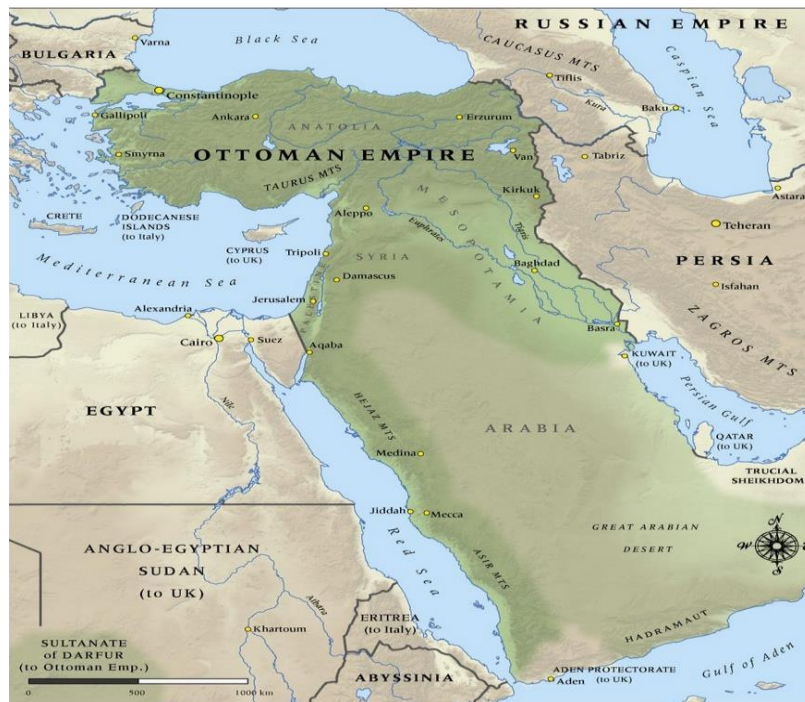 RUSSIAN EMPIRE
Black Sea
Varna
BULGARIA
CAUCASUS MTS
Caspian Sea
Tiflis
Constantinople
Kura
Baku
Gallipoli
Ankara
ANATOLIA
Erzurum
Smyrna
OTTOMAN EMPIRE
Van
Tabriz
TAURUS MTS
Kirkuk
Astara
CRETE
DODECANESE
ISLANDS
(to Italy)
Aleppo
MESOPOTAMIA
Tigris
Euphrates
Teheran
CYPRUS
(to UK)
Tripoli
SYRIA
Baghdad
PERSIA
Mediterranean Sea
Damascus
Isfahan
LIBYA
(to Italy)
Alexandria
Jerusalem
PALESTINE
Basra
ZAGROS MTS
Cairo
Suez
Aqaba
KUWAIT
(to UK)
Persian Gulf
EGYPT
Nile
HEJAZ MTS
ARABIA
QATAR
(to UK)
Medina
TRUCIAL
SHEIKHDOM
Jiddah
Mecca
Red Sea
GREAT ARABIAN
DESERT
N
W
S
ANGLO-EGYPTIAN
SUDAN
(to UK)
ASIR MTS
Atbara
ERITREA
(to Italy)
HADRAMAUT
Khartoum
SULTANATE
of DARFUR
(to Ottoman Emp.)
ADEN PROTECTORATE
(to UK)
Aden
Gulf of Aden
ABYSSINIA
0 500 1000 km